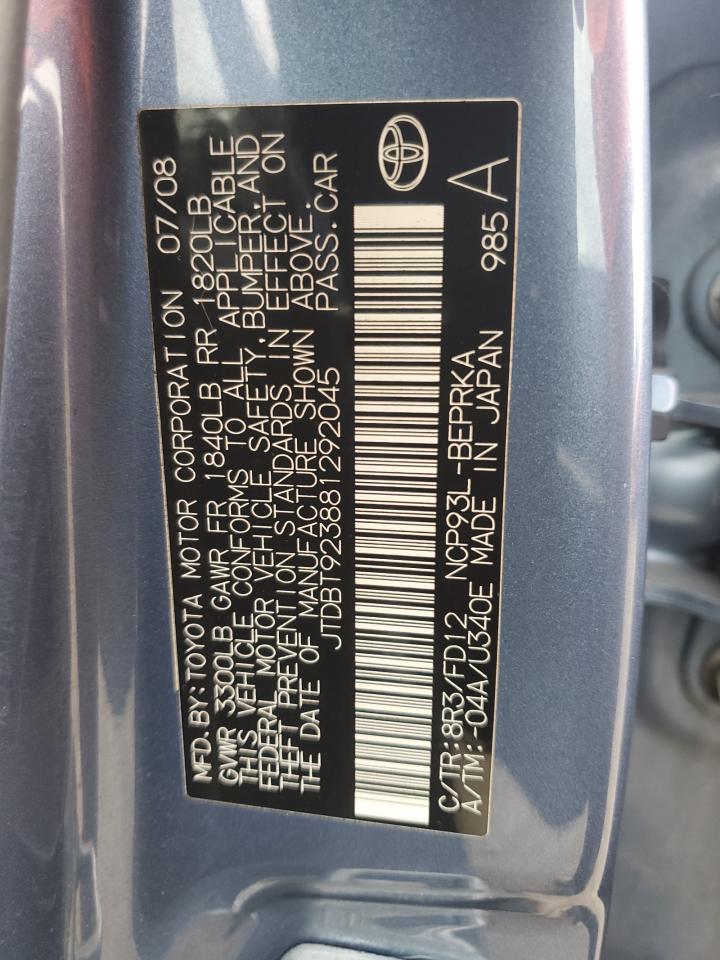 MFD.BY:TOYOTA MOTOR CORPORATION 07/08
GVWR 3300LB GAWR FR 1840LB RR 1820LB
THIS VEHICLE CONFORMS TO ALL APPLICABLE
FEDERAL MOTOR VEHICLE SAFETY,BUMPER,AND
THEFT PREVENTION STANDARDS IN EFFECT ON
THE DATE OF MANUFACTURE SHOWN ABOVE.
JTDBT923881292045 PASS.CAR
C/TR:8R3/FD12 NCP93L-BEPRKA 985A
A/TM:-04A/U340E MADE IN JAPAN